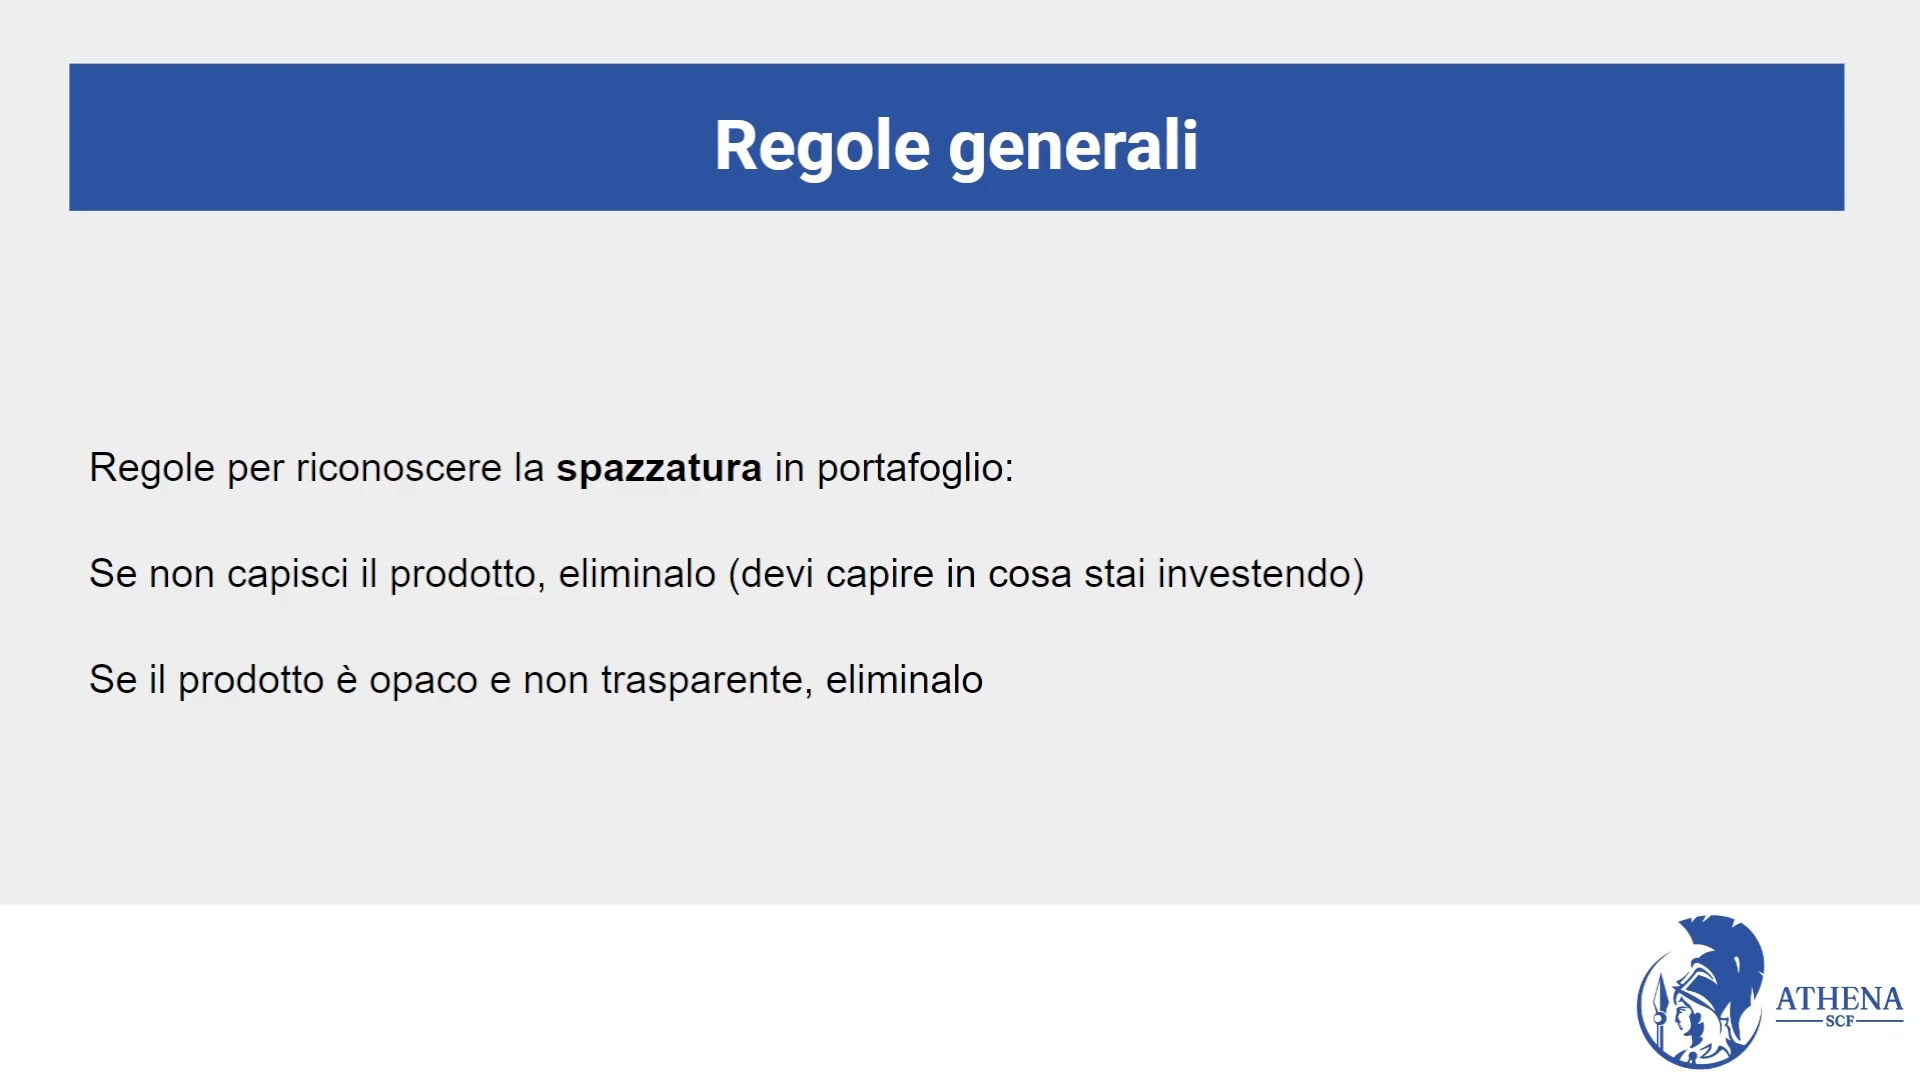 Regole generali
Regole per riconoscere la spazzatura in portafoglio:
Se non capisci il prodotto, eliminalo (devi capire in cosa stai investendo)
Se il prodotto è opaco e non trasparente, eliminalo
ATHENA
SCF